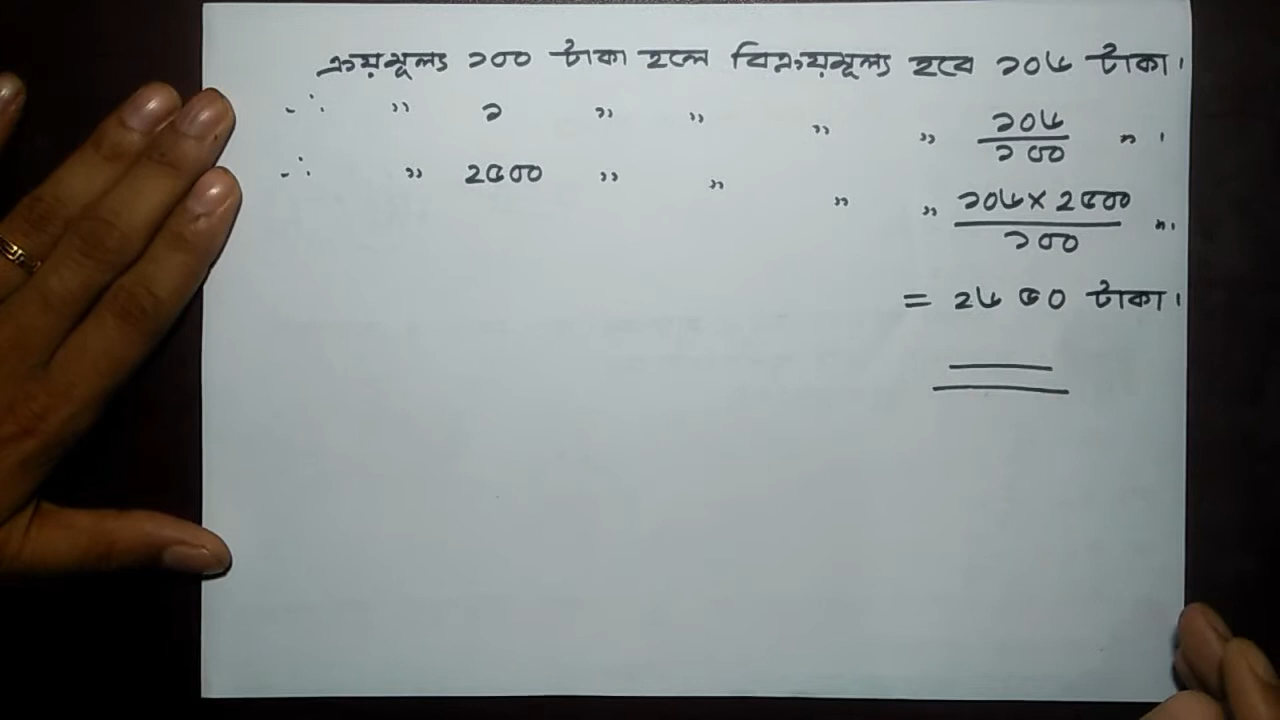 ক্রয়মূল্য ১০০ টাকা হলে বিক্রয়মূল্য হবে ১০৬ টাকা।
∴ " ১ " " " " ১০৬/১০০ "।
∴ " ২৫০০ " " " " ১০৬×২৫০০/১০০ "।
= ২৬৫০ টাকা।